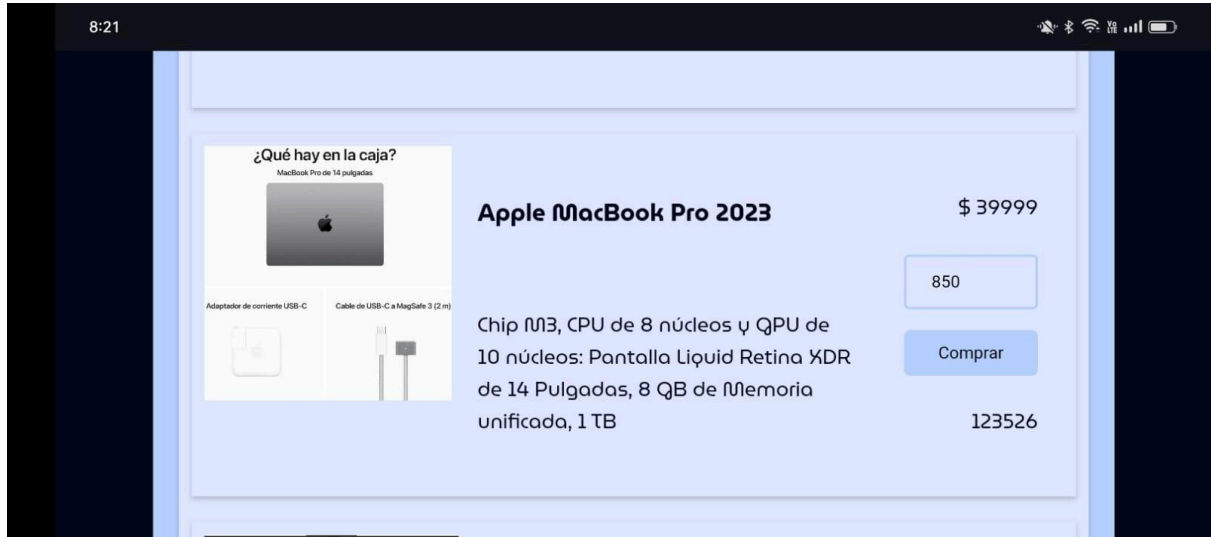 8:21
Vo
LTE
¿Qué hay en la caja?
MacBook Pro de 14 pulgadas
Adaptador de corriente USB-C
Cable de USB-C a MagSafe 3 (2 m)
Apple MacBook Pro 2023
Chip M3, CPU de 8 núcleos y GPU de
10 núcleos: Pantalla Liquid Retina XDR
de 14 Pulgadas, 8 GB de Memoria
unificada, 1 TB
$ 39999
850
Comprar
123526